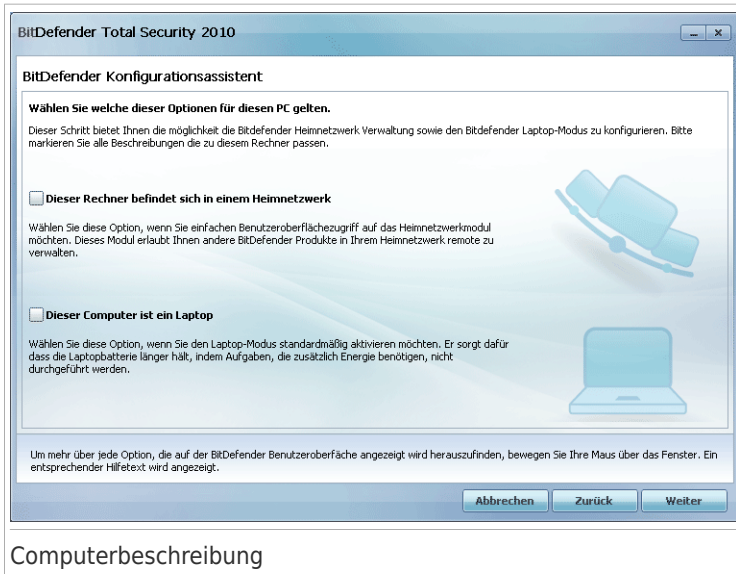 BitDefender Total Security 2010
BitDefender Konfigurationsassistent
Wählen Sie welche dieser Optionen für diesen PC gelten.
Dieser Schritt bietet Ihnen die möglichkeit die Bitdefender Heimnetzwerk Verwaltung sowie den Bitdefender Laptop-Modus zu konfigurieren. Bitte
markieren Sie alle Beschreibungen die zu diesem Rechner passen.
Dieser Rechner befindet sich in einem Heimnetzwerk
Wählen Sie diese Option, wenn Sie einfachen Benutzeroberflächezugriff auf das Heimnetzwerkmodul
möchten. Dieses Modul erlaubt Ihnen andere BitDefender Produkte in Ihrem Heimnetzwerk remote zu
verwalten.
Dieser Computer ist ein Laptop
Wählen Sie diese Option, wenn Sie den Laptop-Modus standardmäßig aktivieren möchten. Er sorgt dafür
dass die Laptopbatterie länger hält, indem Aufgaben, die zusätzlich Energie benötigen, nicht
durchgeführt werden.
Um mehr über jede Option, die auf der BitDefender Benutzeroberfäche angezeigt wird herauszufinden, bewegen Sie Ihre Maus über das Fenster. Ein
entsprechender Hilfetext wird angezeigt.
Abbrechen Zurück Weiter
Computerbeschreibung